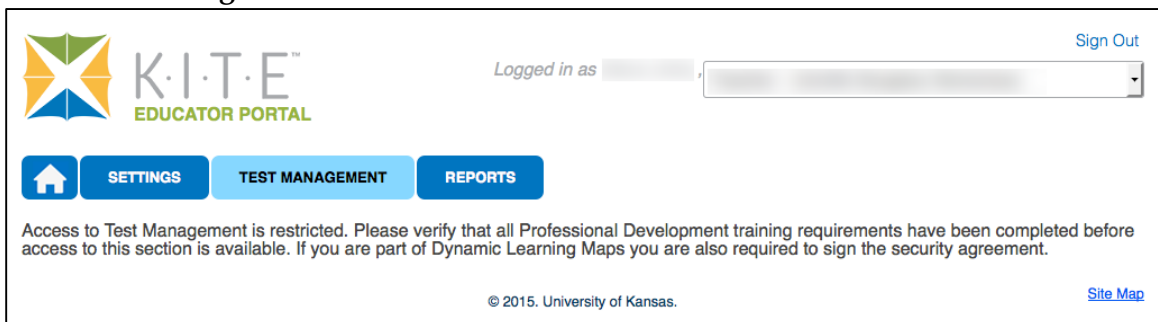 Sign Out
K·I·T·E™
Logged in as ,
EDUCATOR PORTAL
SETTINGS TEST MANAGEMENT REPORTS
Access to Test Management is restricted. Please verify that all Professional Development training requirements have been completed before
access to this section is available. If you are part of Dynamic Learning Maps you are also required to sign the security agreement.
© 2015. University of Kansas.
Site Map